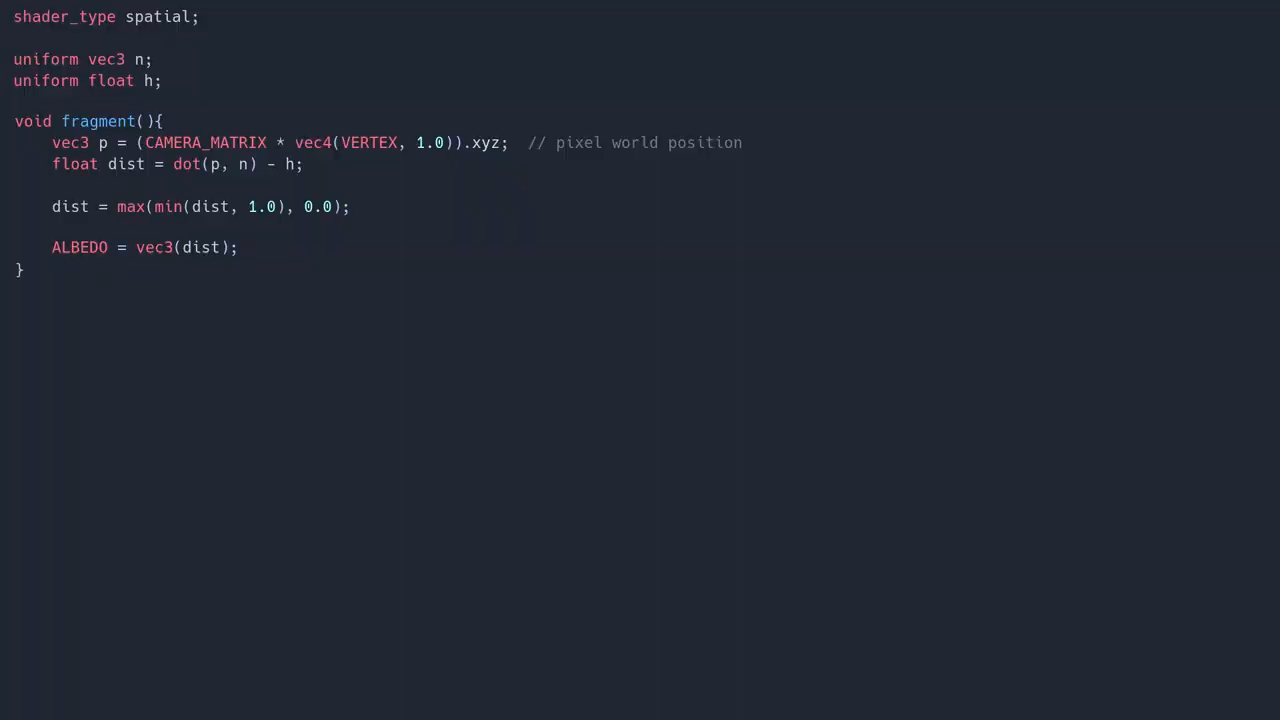 shader_type spatial;
uniform vec3 n;
uniform float h;
void fragment(){
vec3 p = (CAMERA_MATRIX * vec4(VERTEX, 1.0)).xyz;  // pixel world position
float dist = dot(p, n) - h;
dist = max(min(dist, 1.0), 0.0);
ALBEDO = vec3(dist);
}